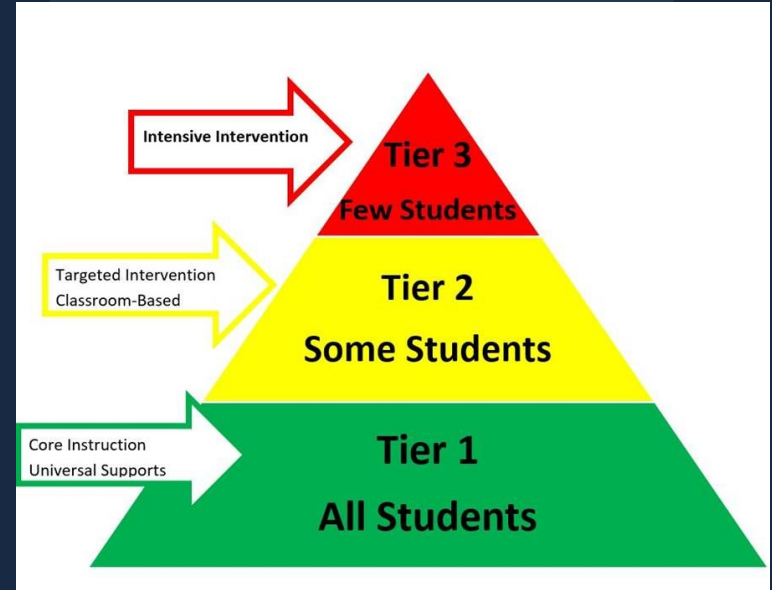 Intensive Intervention
Tier 3
Few Students
Targeted Intervention
Classroom-Based
Tier 2
Some Students
Core Instruction
Universal Supports
Tier 1
All Students